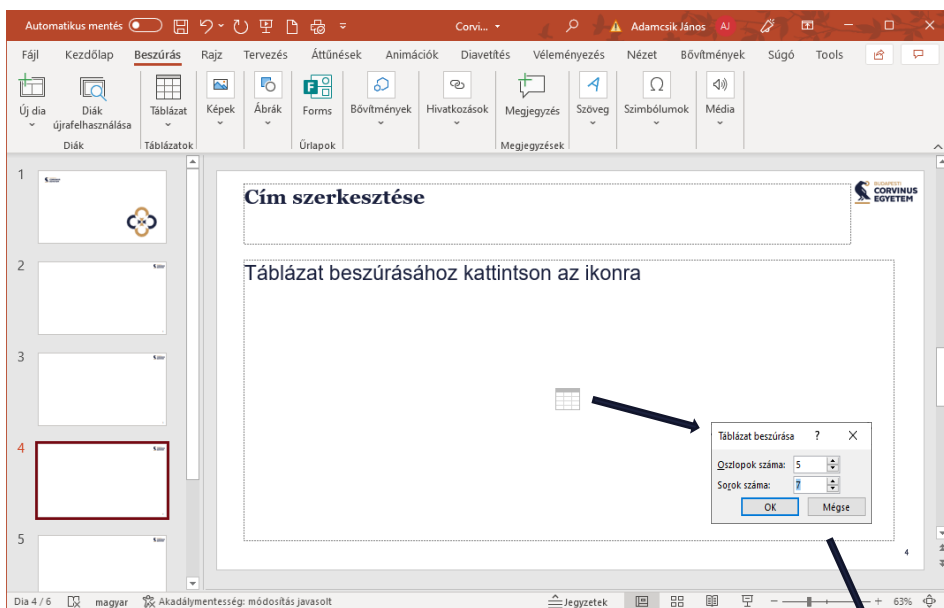 Automatikus mentés
Corvi...
Adamcsik János AJ
Fájl Kezdőlap Beszúrás Rajz Tervezés Áttűnések Animációk Diavetítés Véleményezés Nézet Bővítmények Súgó Tools
Új dia
Diák újrafelhasználása
Táblázat
Képek
Ábrák
Forms
Bővítmények
Hivatkozások
Megjegyzés
Szöveg
Szimbólumok
Média
Diák
Táblázatok
Űrlapok
Megjegyzések
1
2
3
4
5
Cím szerkesztése
BUDAPESTI
CORVINUS
EGYETEM
Táblázat beszúrásához kattintson az ikonra
Táblázat beszúrása ? X
Oszlopok száma: 5
Sorok száma: 7
OK Mégse
4
Dia 4 / 6 magyar Akadálymentesség: módosítás javasolt Jegyzetek 63%